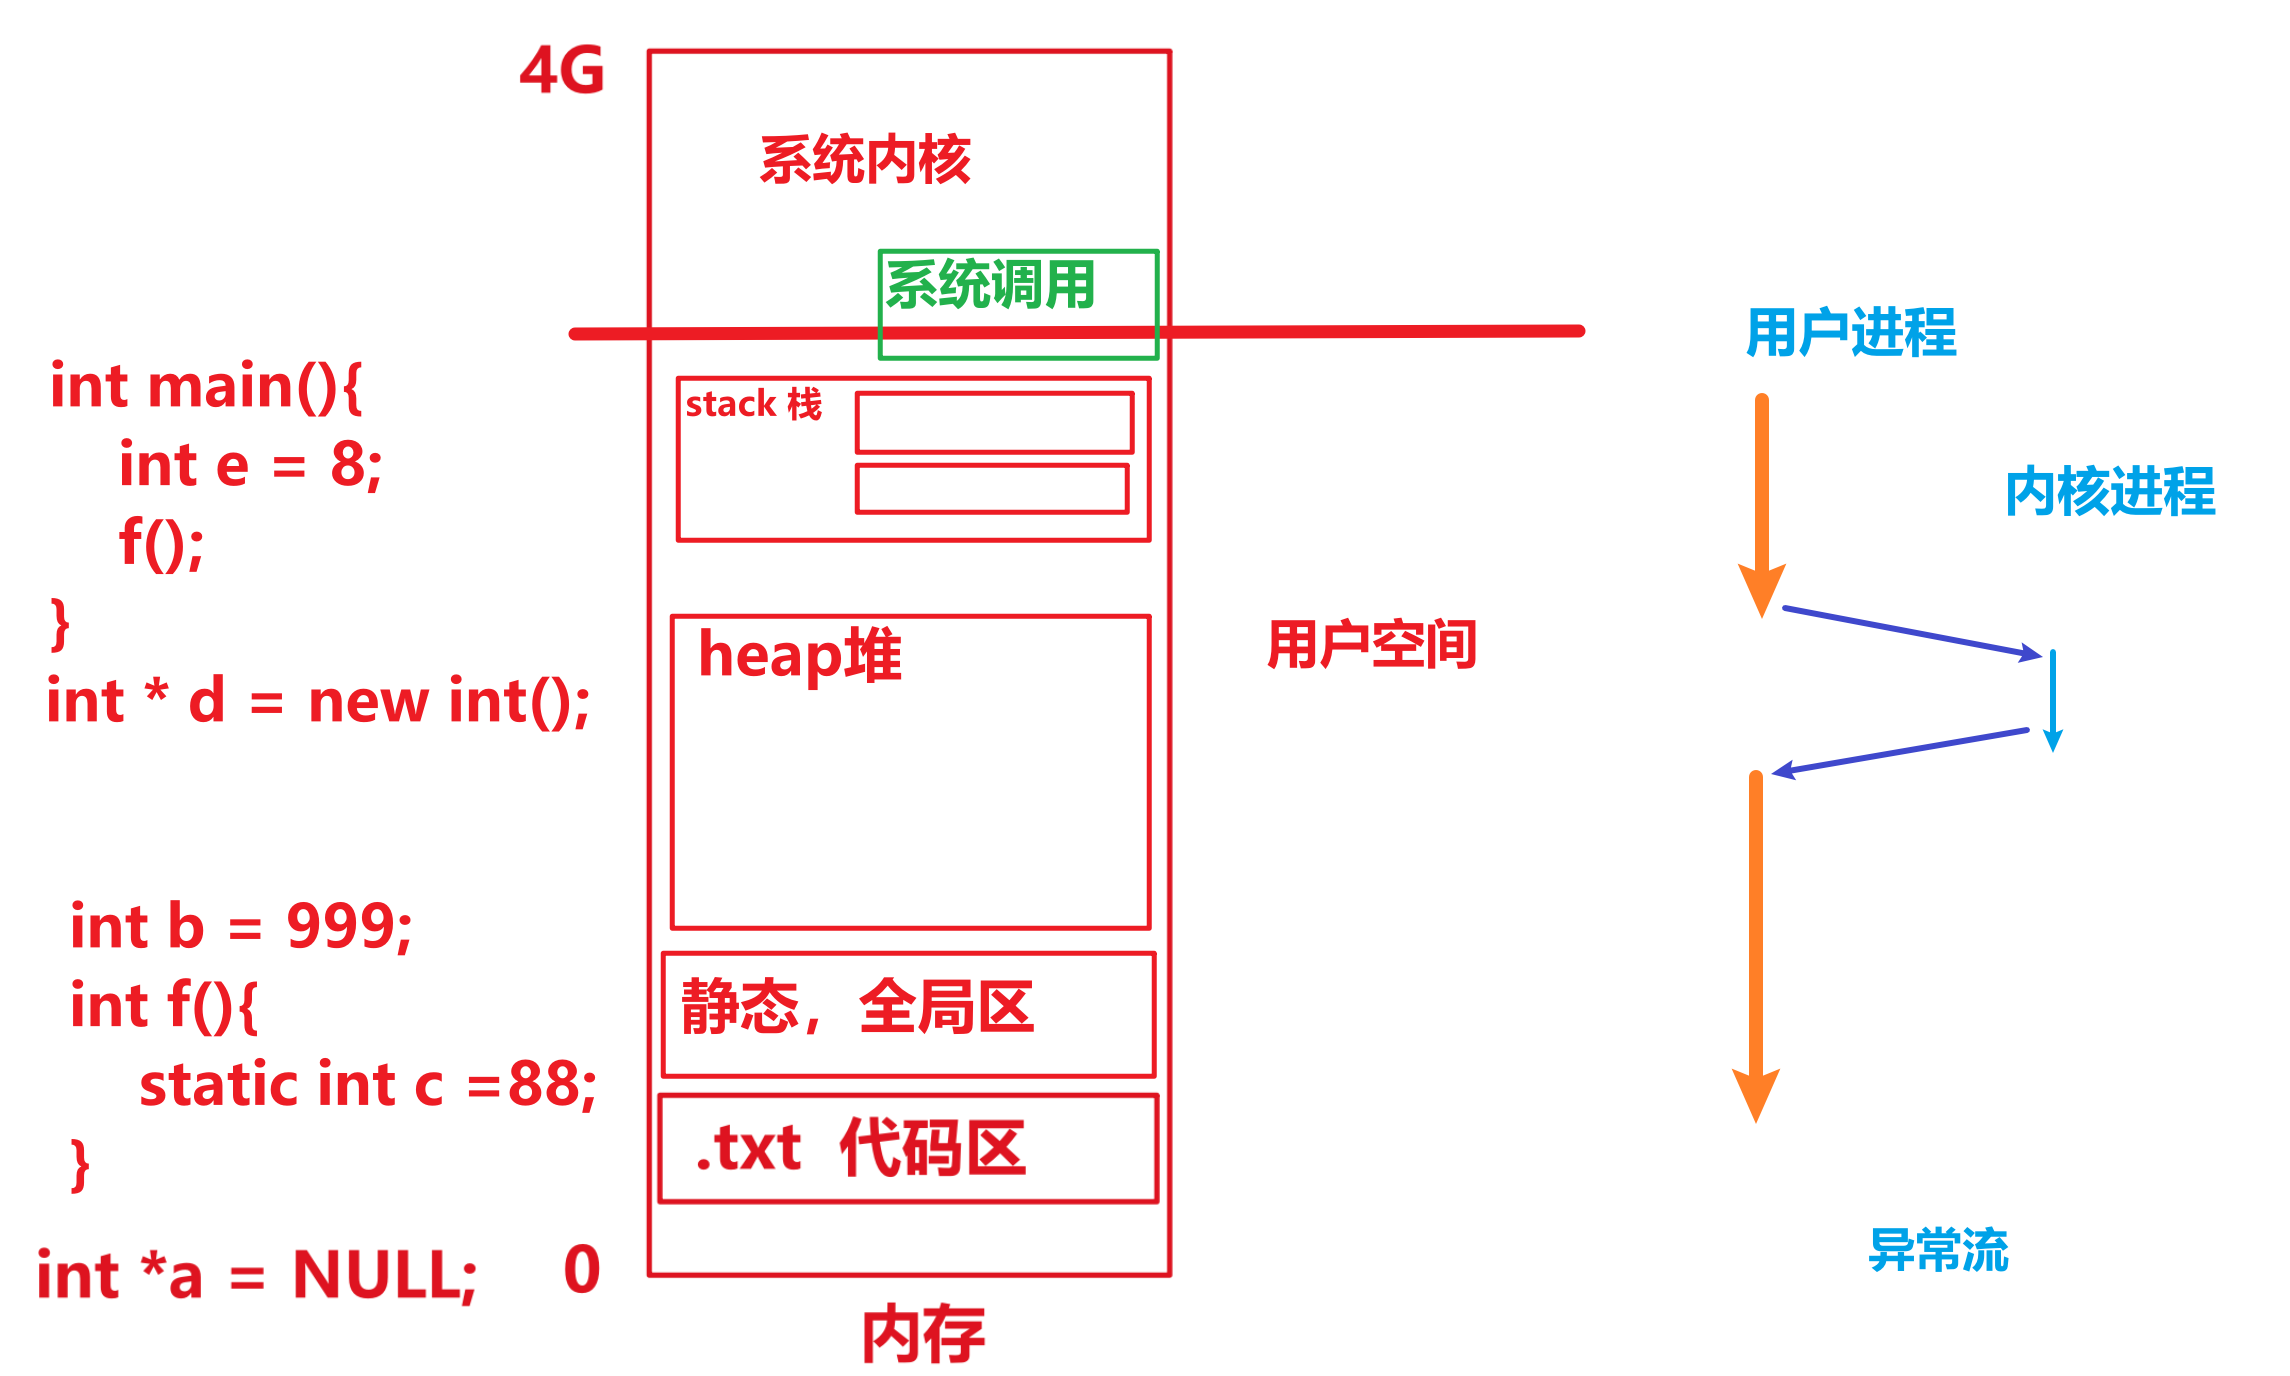 4G
系统内核
系统调用
int main(){
int e = 8;
f();
}
int * d = new int();
int b = 999;
int f(){
static int c =88;
}
int *a = NULL;
0
stack 栈
heap堆
静态，全局区
.txt 代码区
内存
用户空间
用户进程
内核进程
异常流